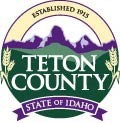 ESTABLISHED 1915
TETON
COUNTY
STATE OF IDAHO